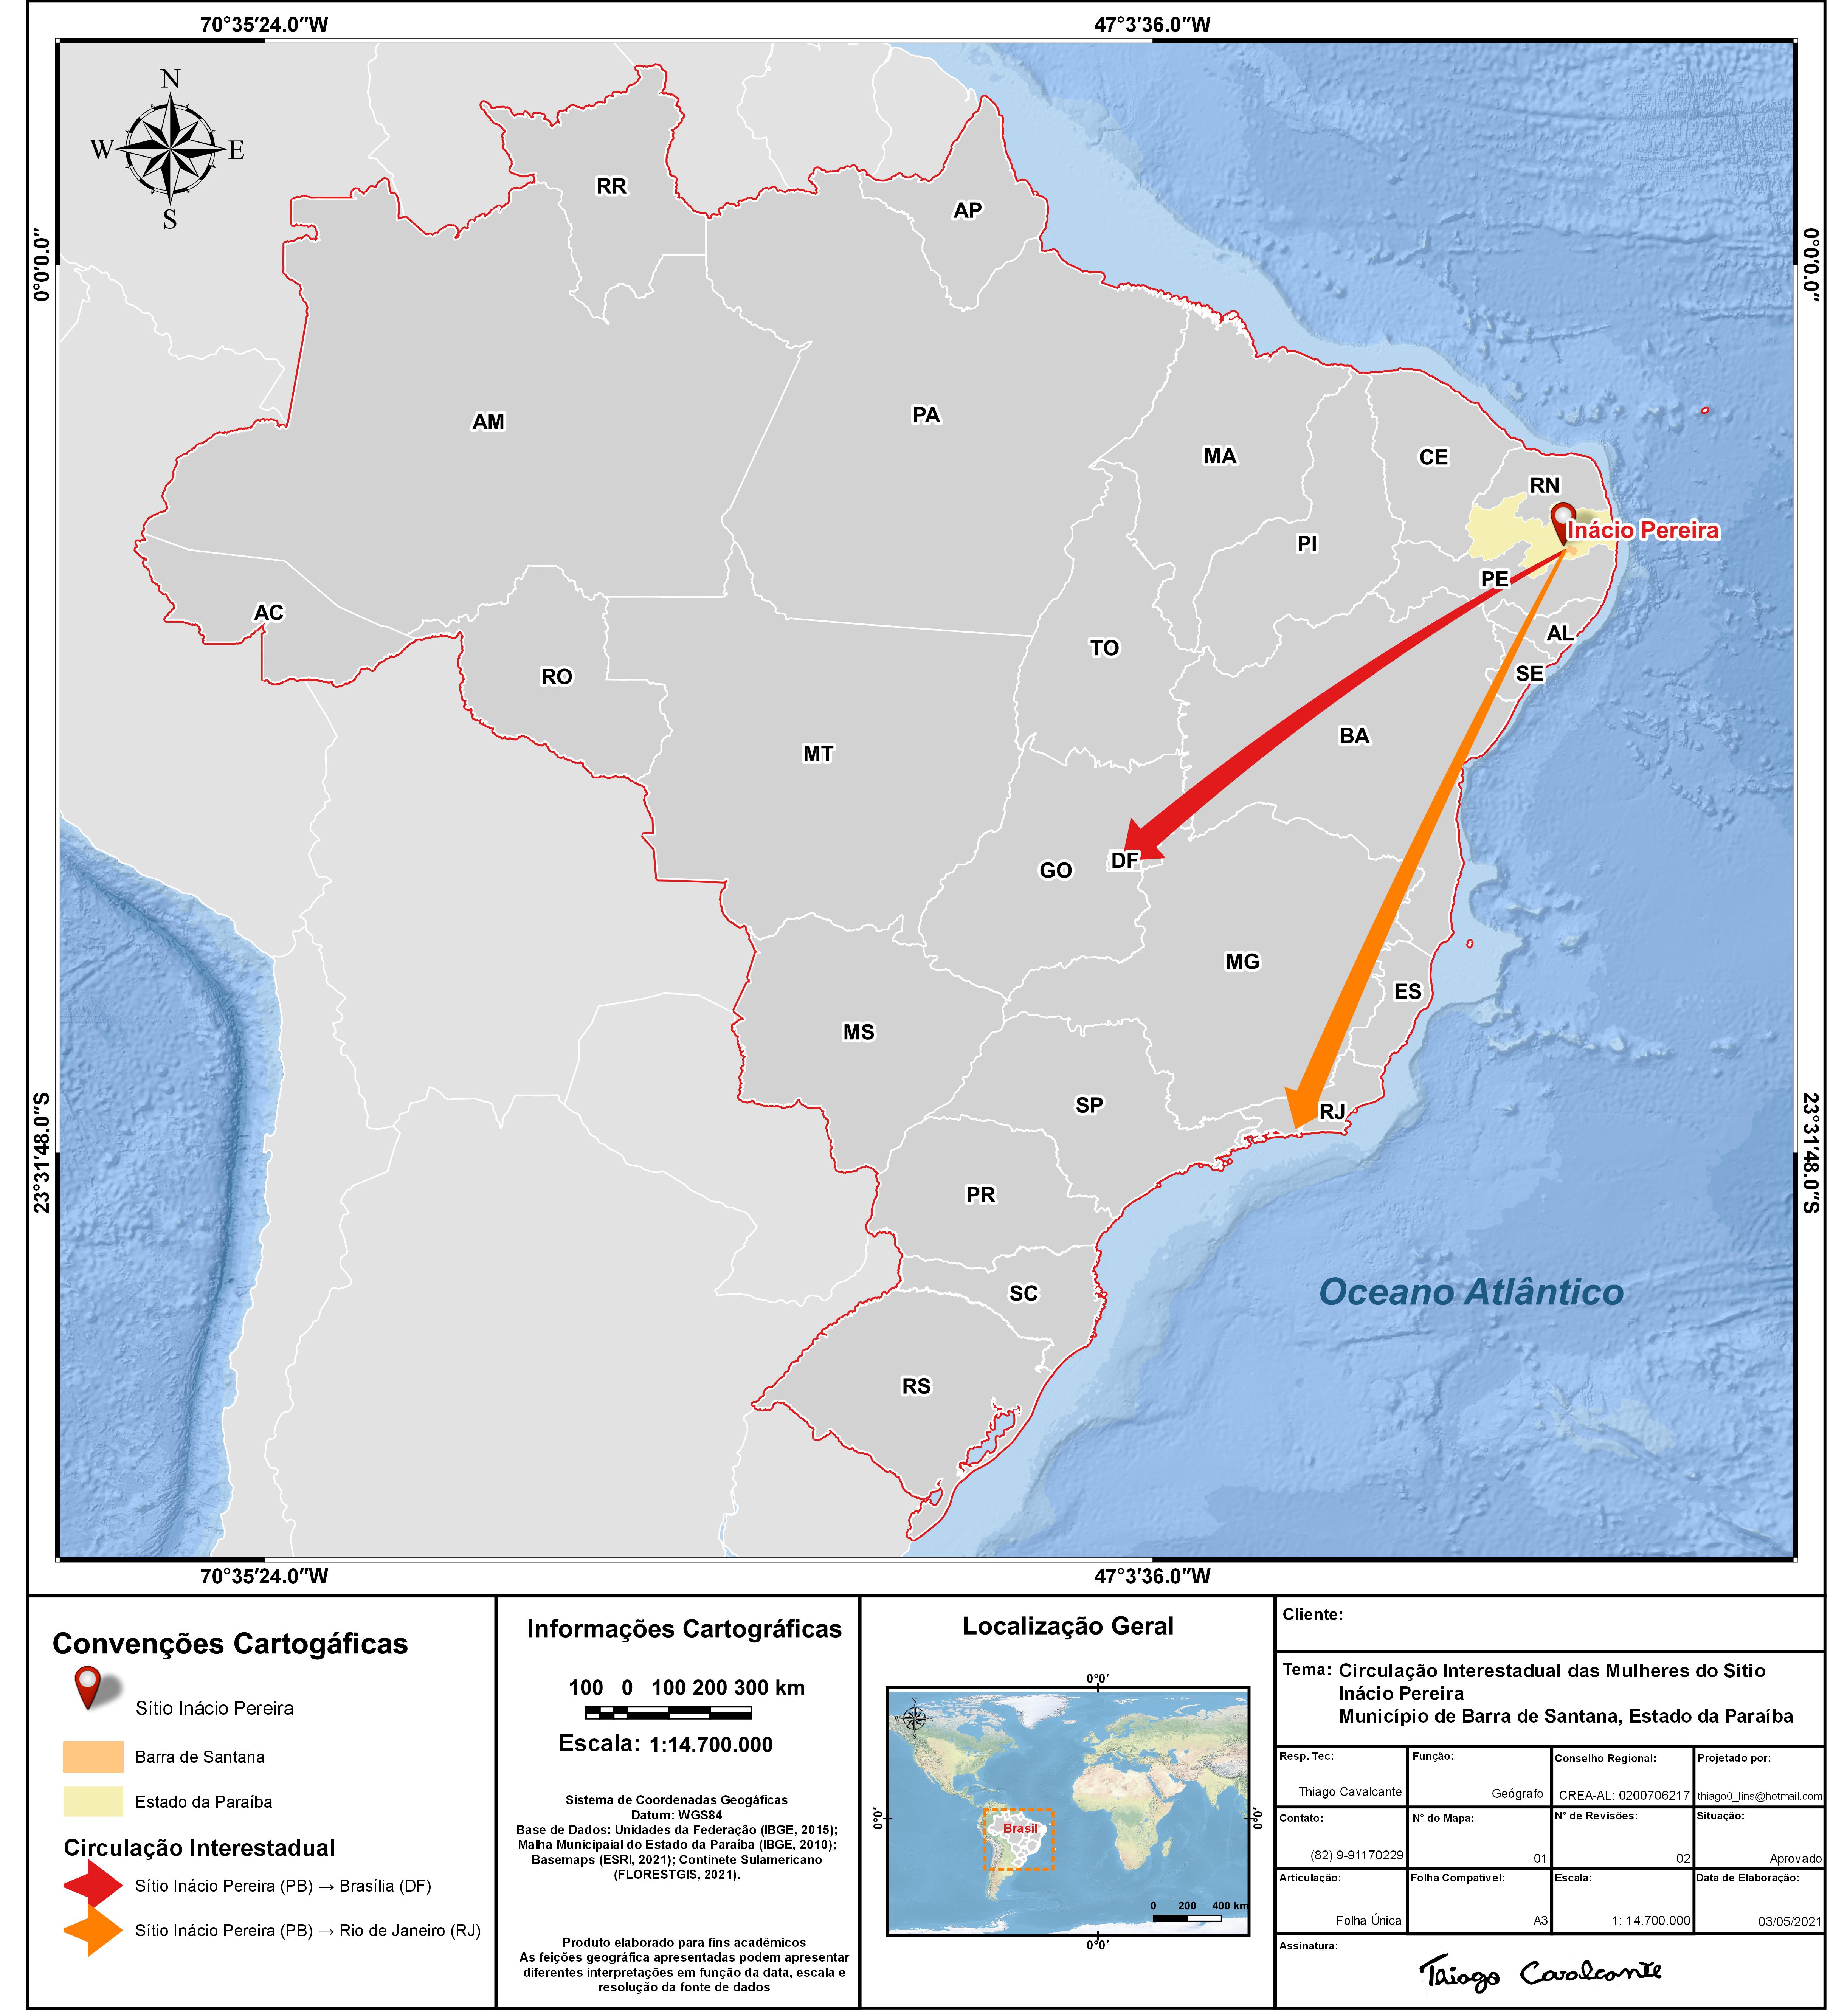 70°35'24.0"W 47°3'36.0"W
N
W E
S
0°0'0.0" 0°0'0.0"
RR
AP
AM
PA
MA
CE
RN
Inácio Pereira
PI
PE
AC
AL
TO
SE
RO
BA
MT
DF
GO
MG
ES
MS
SP
RJ
23°31'48.0"S 23°31'48.0"S
PR
SC
Oceano Atlântico
RS
70°35'24.0"W 47°3'36.0"W
Convenções Cartogáficas
Sítio Inácio Pereira
Barra de Santana
Estado da Paraíba
Circulação Interestadual
Sítio Inácio Pereira (PB) → Brasília (DF)
Sítio Inácio Pereira (PB) → Rio de Janeiro (RJ)
Informações Cartográficas
100 0 100 200 300 km
Escala: 1:14.700.000
Sistema de Coordenadas Geogáficas
Datum: WGS84
Base de Dados: Unidades da Federação (IBGE, 2015);
Malha Municipaial do Estado da Paraiba (IBGE, 2010);
Basemaps (ESRI, 2021); Continete Sulamericano
(FLORESTGIS, 2021).
Produto elaborado para fins acadêmicos
As feições geográfica apresentadas podem apresentar
diferentes interpretações em função da data, escala e
resolução da fonte de dados
Localização Geral
0°0'
N
W E
S
0°0' 0°0'
Brasil
0 200 400 km
0°0'
Cliente:
Tema: Circulação Interestadual das Mulheres do Sítio
Inácio Pereira
Município de Barra de Santana, Estado da Paraíba
Resp. Tec: Função: Conselho Regional: Projetado por:
Thiago Cavalcante Geógrafo CREA-AL: 0200706217 thiago0_lins@hotmail.com
Contato: N° do Mapa: N° de Revisões: Situação:
(82) 9-91170229 01 02 Aprovado
Articulação: Folha Compatível: Escala: Data de Elaboração:
Folha Única A3 1: 14.700.000 03/05/2021
Assinatura:
Thiago Cavalcante